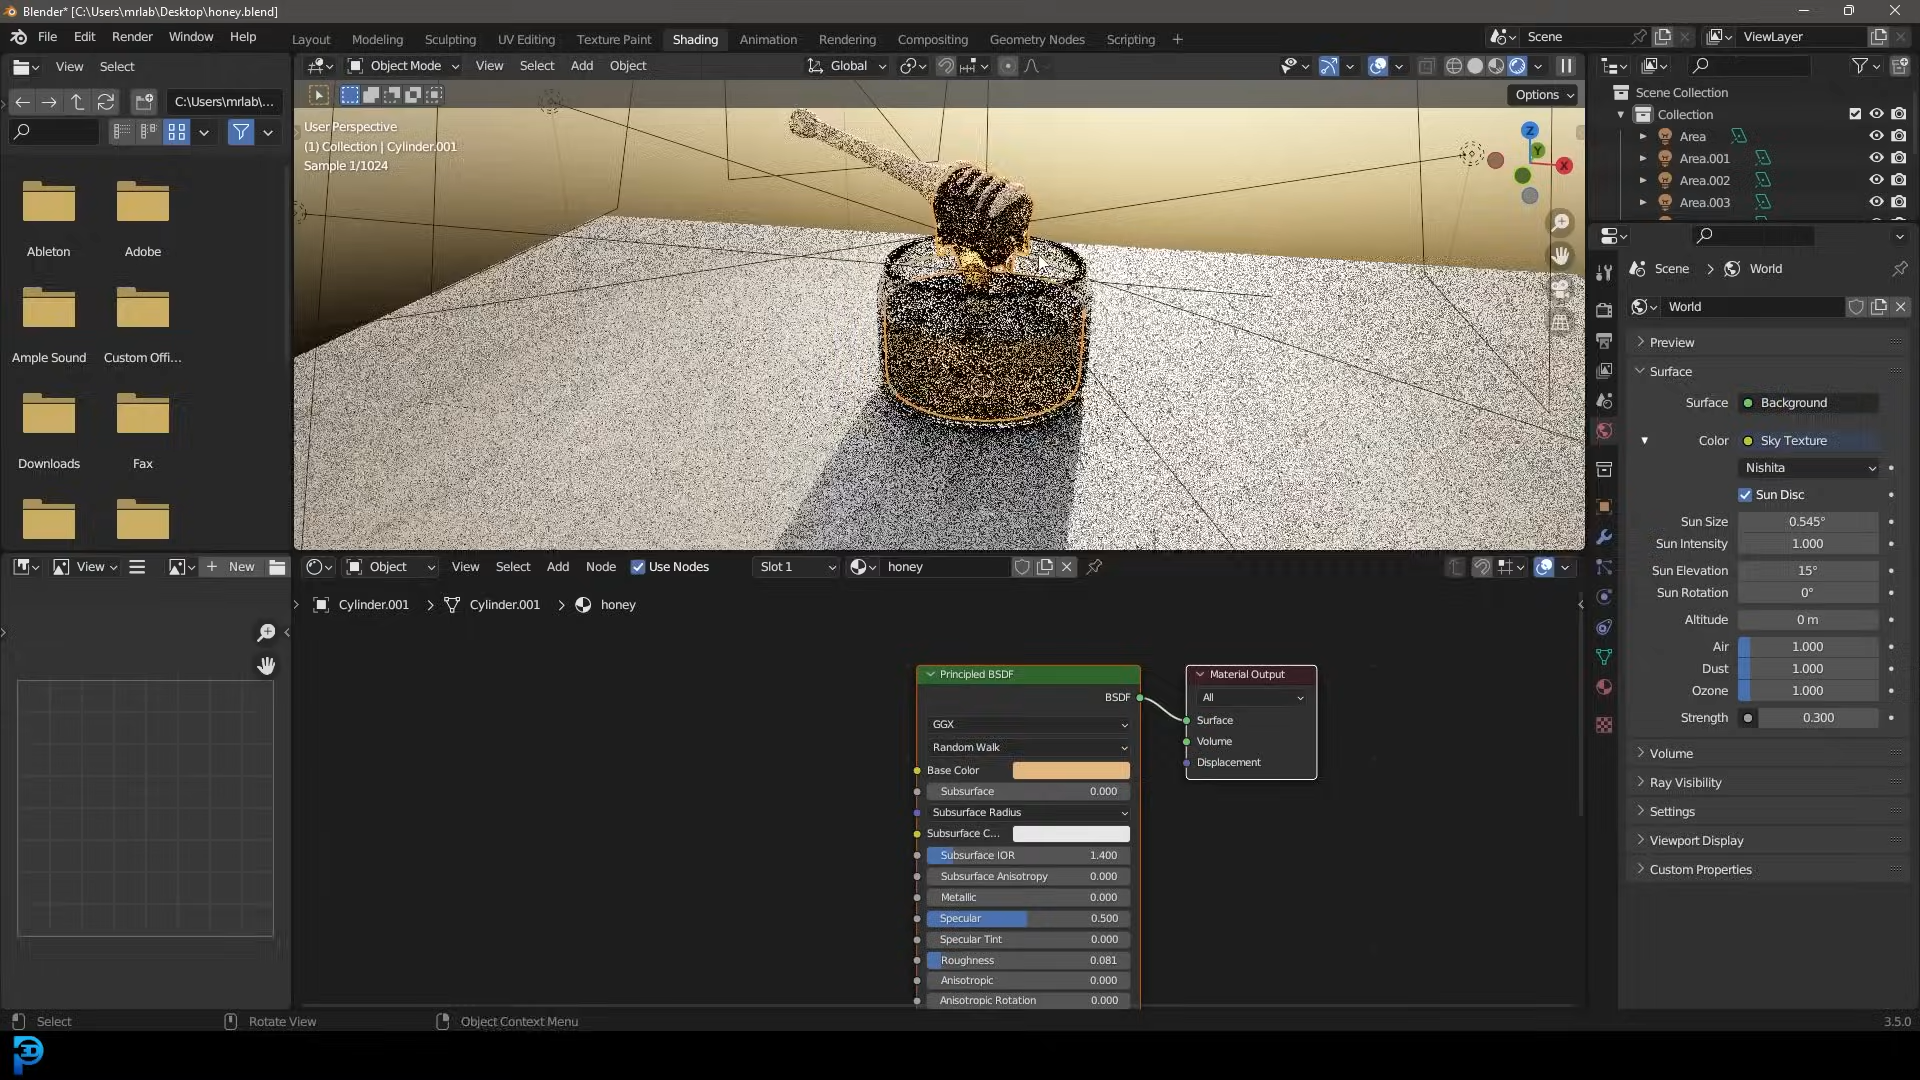 Blender* [C:\Users\mrlab\Desktop\honey.blend]
File Edit Render Window Help
Layout Modeling Sculpting UV Editing Texture Paint Shading Animation Rendering Compositing Geometry Nodes Scripting +
Scene
ViewLayer
View Select
Object Mode View Select Add Object
Global
C:\Users\mrlab\...
Options
User Perspective
(1) Collection | Cylinder.001
Sample 1/1024
Z
Y
X
Ableton Adobe
Ample Sound Custom Offi...
Downloads Fax
Scene Collection
Collection
Area
Area.001
Area.002
Area.003
Scene > World
World
Preview
Surface
Surface Background
Color Sky Texture
Nishita
Sun Disc
Sun Size 0.545°
Sun Intensity 1.000
Sun Elevation 15°
Sun Rotation 0°
Altitude 0 m
Air 1.000
Dust 1.000
Ozone 1.000
Strength 0.300
Volume
Ray Visibility
Settings
Viewport Display
Custom Properties
View + New
Object View Select Add Node Use Nodes Slot 1 honey
Cylinder.001 > Cylinder.001 > honey
Principled BSDF
BSDF
GGX
Random Walk
Base Color
Subsurface 0.000
Subsurface Radius
Subsurface C...
Subsurface IOR 1.400
Subsurface Anisotropy 0.000
Metallic 0.000
Specular 0.500
Specular Tint 0.000
Roughness 0.081
Anisotropic 0.000
Anisotropic Rotation 0.000
Material Output
All
Surface
Volume
Displacement
Select Rotate View Object Context Menu
3.5.0